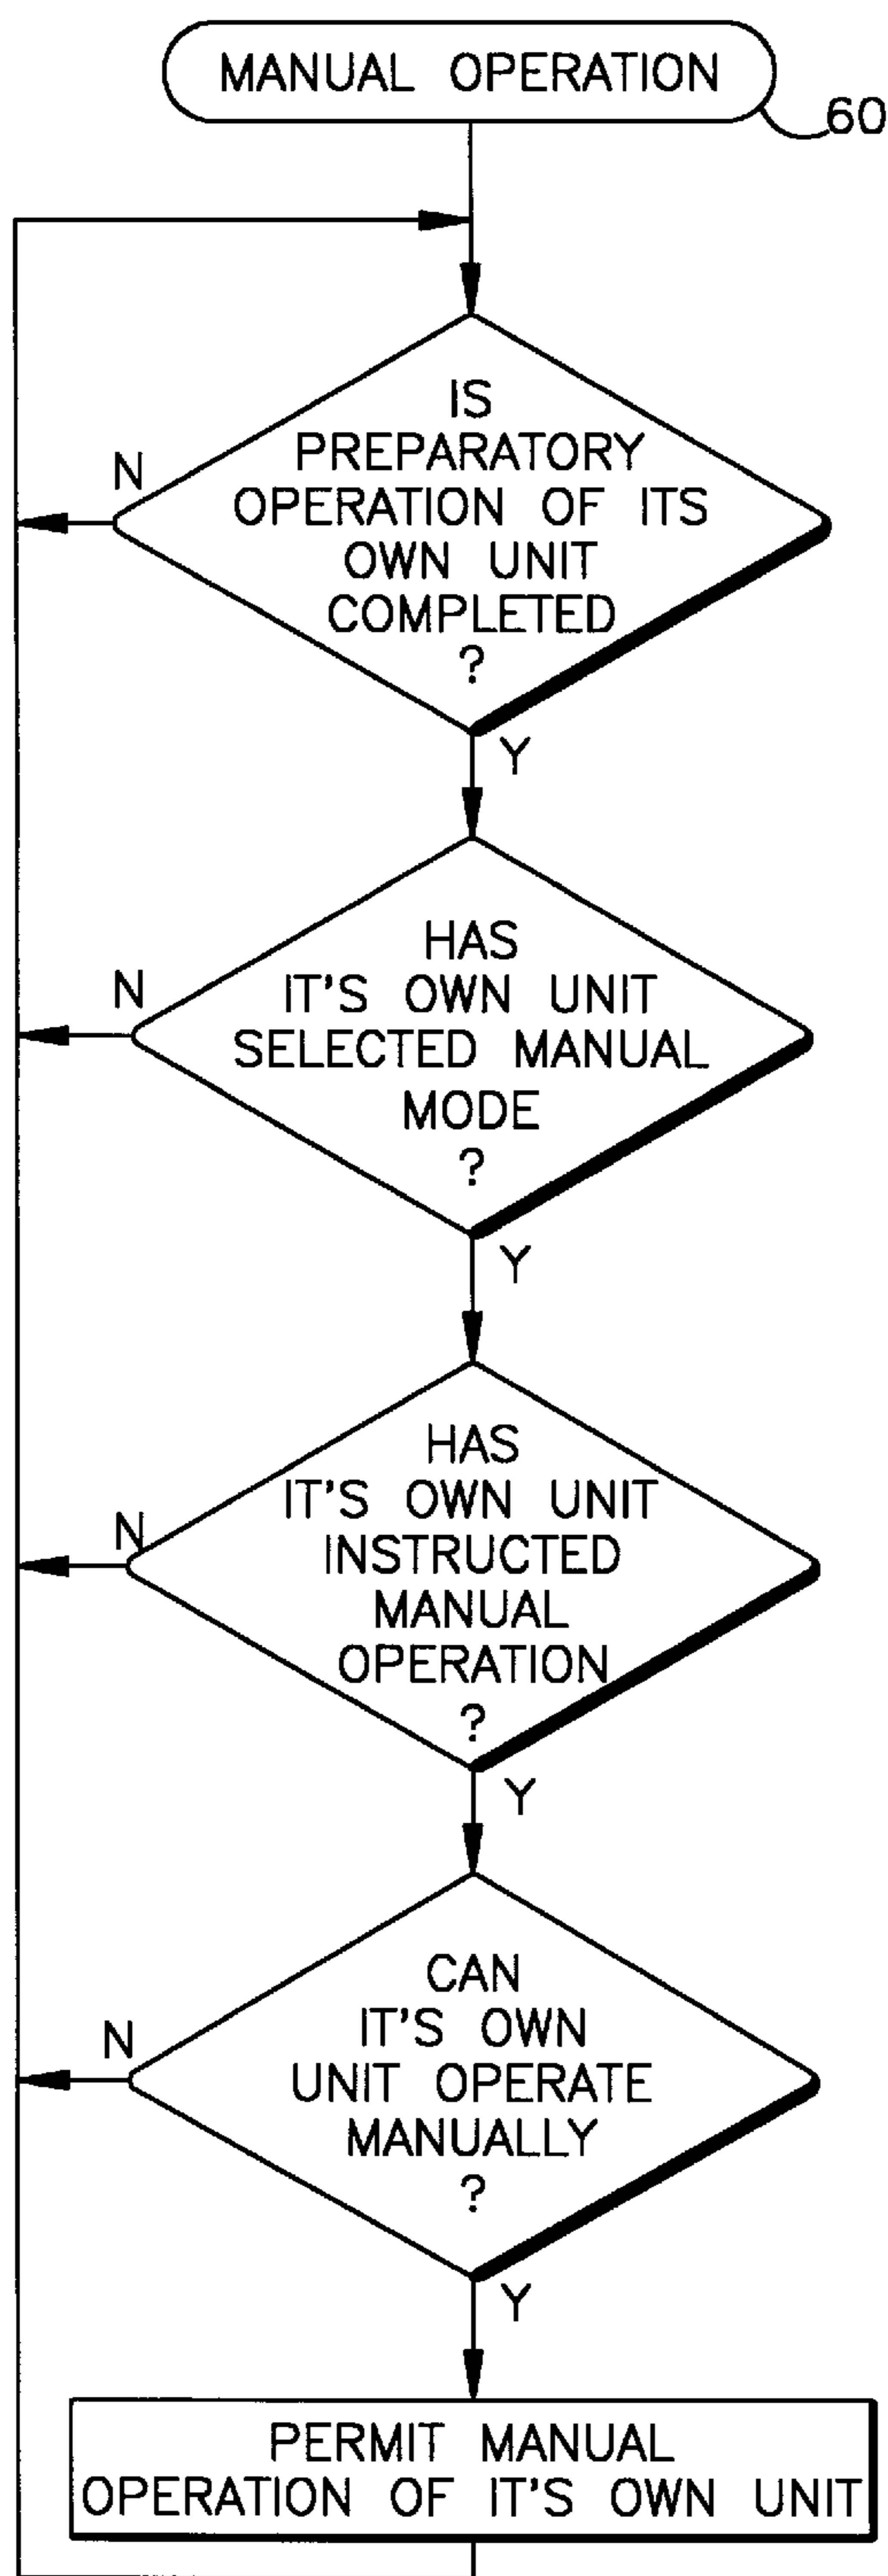 MANUAL OPERATION
60
IS
PREPARATORY
OPERATION OF ITS
OWN UNIT
COMPLETED
?
N
Y
HAS
IT'S OWN UNIT
SELECTED MANUAL
MODE
?
N
Y
HAS
IT'S OWN UNIT
INSTRUCTED
MANUAL
OPERATION
?
N
Y
CAN
IT'S OWN
UNIT OPERATE
MANUALLY
?
N
Y
PERMIT MANUAL
OPERATION OF IT'S OWN UNIT